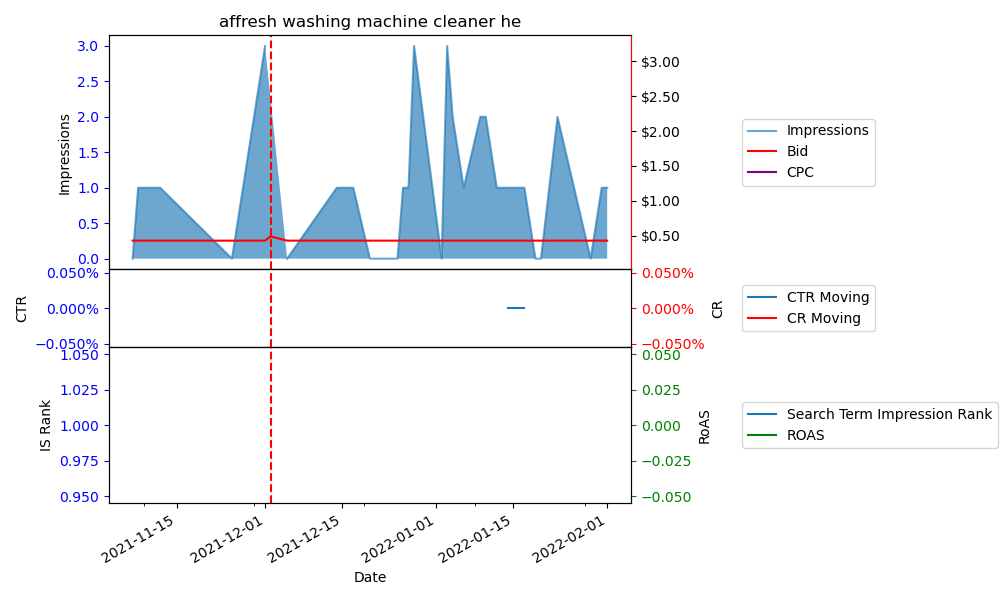 affresh washing machine cleaner he
3.0
2.5
2.0
1.5
1.0
0.5
0.0
Impressions
$3.00
$2.50
$2.00
$1.50
$1.00
$0.50
Impressions
Bid
CPC
0.050%
0.000%
−0.050%
CTR
0.050%
0.000%
−0.050%
CR
CTR Moving
CR Moving
1.050
1.025
1.000
0.975
0.950
IS Rank
0.050
0.025
0.000
−0.025
−0.050
RoAS
Search Term Impression Rank
ROAS
2021-11-15
2021-12-01
2021-12-15
2022-01-01
2022-01-15
2022-02-01
Date